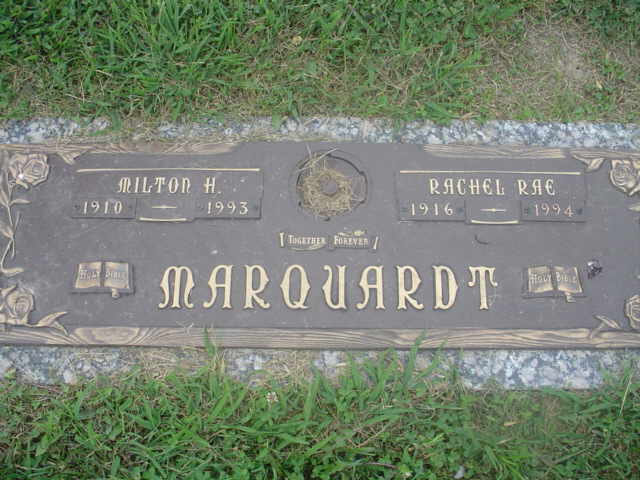 MILTON H.
1910 — 1993
RACHEL RAE
1916 — 1994
TOGETHER FOREVER
HOLY BIBLE
MARQUARDT
HOLY BIBLE